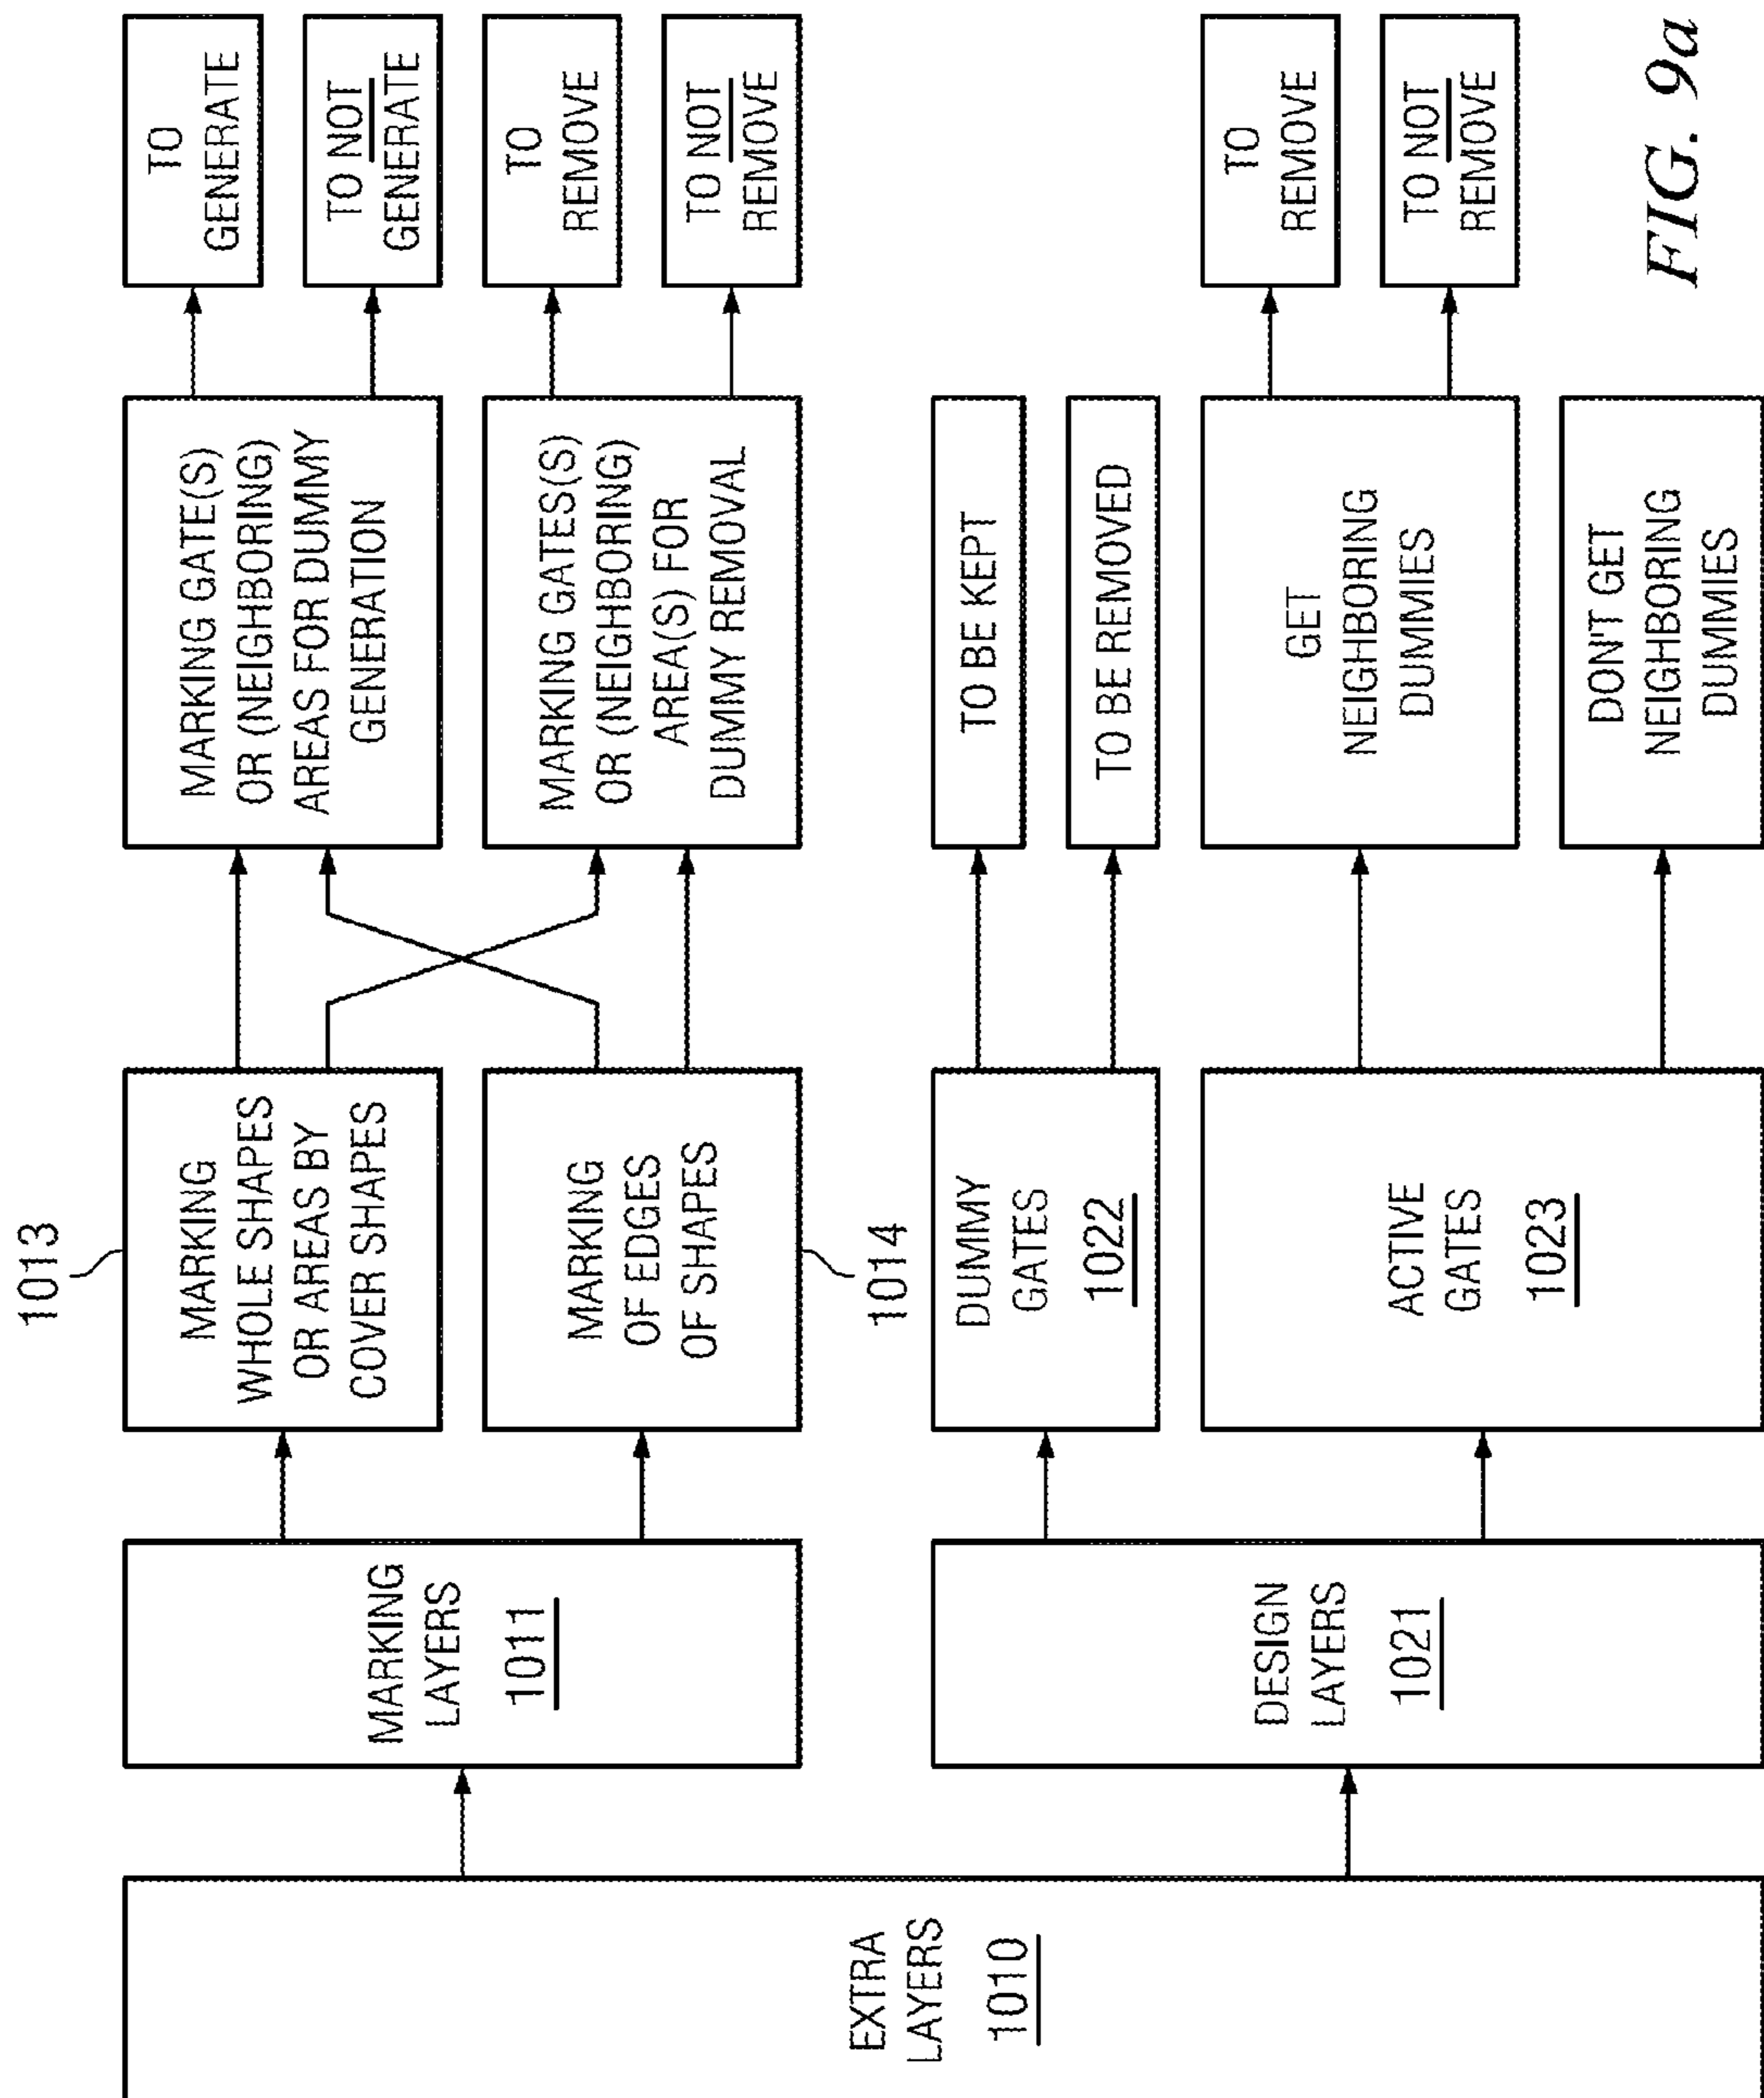 EXTRA
LAYERS
1010
MARKING
LAYERS
1011
DESIGN
LAYERS
1021
1013
MARKING
WHOLE SHAPES
OR AREAS BY
COVER SHAPES
MARKING
OF EDGES
OF SHAPES
1014
DUMMY
GATES
1022
ACTIVE
GATES
1023
MARKING GATE(S)
OR (NEIGHBORING)
AREAS FOR DUMMY
GENERATION
MARKING GATES(S)
OR (NEIGHBORING)
AREA(S) FOR
DUMMY REMOVAL
TO BE KEPT
TO BE REMOVED
GET
NEIGHBORING
DUMMIES
DON'T GET
NEIGHBORING
DUMMIES
TO
GENERATE
TO NOT
GENERATE
TO
REMOVE
TO NOT
REMOVE
TO
REMOVE
TO NOT
REMOVE
FIG. 9a